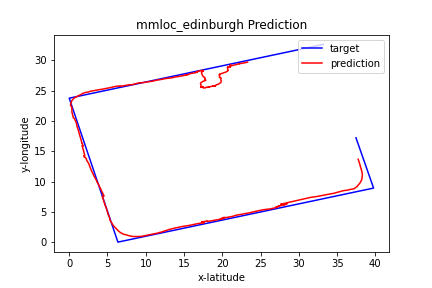 mmloc_edinburgh Prediction
target
prediction
y-longitude
30
25
20
15
10
5
0
0 5 10 15 20 25 30 35 40
x-latitude